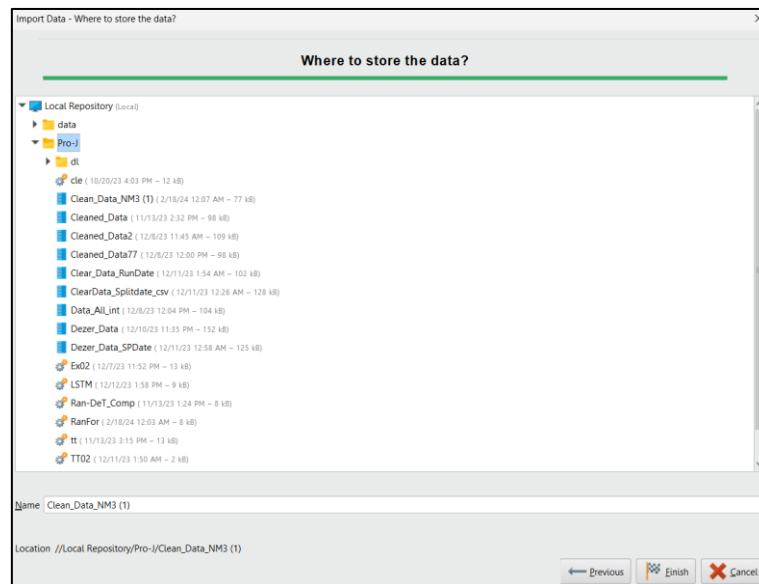 Import Data - Where to store the data?
Where to store the data?
Local Repository (Local)
data
Pro-J
dl
cle ( 10/20/23 4:03 PM – 12 kB)
Clean_Data_NM3 (1) ( 2/18/24 12:07 AM – 77 kB)
Cleaned_Data ( 11/13/23 2:32 PM – 98 kB)
Cleaned_Data2 ( 12/8/23 11:45 AM – 109 kB)
Cleaned_Data77 ( 12/8/23 12:00 PM – 98 kB)
Clear_Data_RunDate ( 12/11/23 1:54 AM – 102 kB)
ClearData_Splitdate_csv ( 12/11/23 12:26 AM – 128 kB)
Data_All_int ( 12/8/23 12:04 PM – 104 kB)
Dezer_Data ( 12/10/23 11:35 PM – 152 kB)
Dezer_Data_SPDate ( 12/11/23 12:58 AM – 125 kB)
Ex02 ( 12/7/23 11:52 PM – 13 kB)
LSTM ( 12/12/23 1:58 PM – 9 kB)
Ran-DeT_Comp ( 11/13/23 1:24 PM – 8 kB)
RanFor ( 2/18/24 12:03 AM – 8 kB)
tt ( 11/13/23 3:15 PM – 13 kB)
TT02 ( 12/11/23 1:50 AM – 2 kB)
Name Clean_Data_NM3 (1)
Location //Local Repository/Pro-J/Clean_Data_NM3 (1)
Previous Finish Cancel